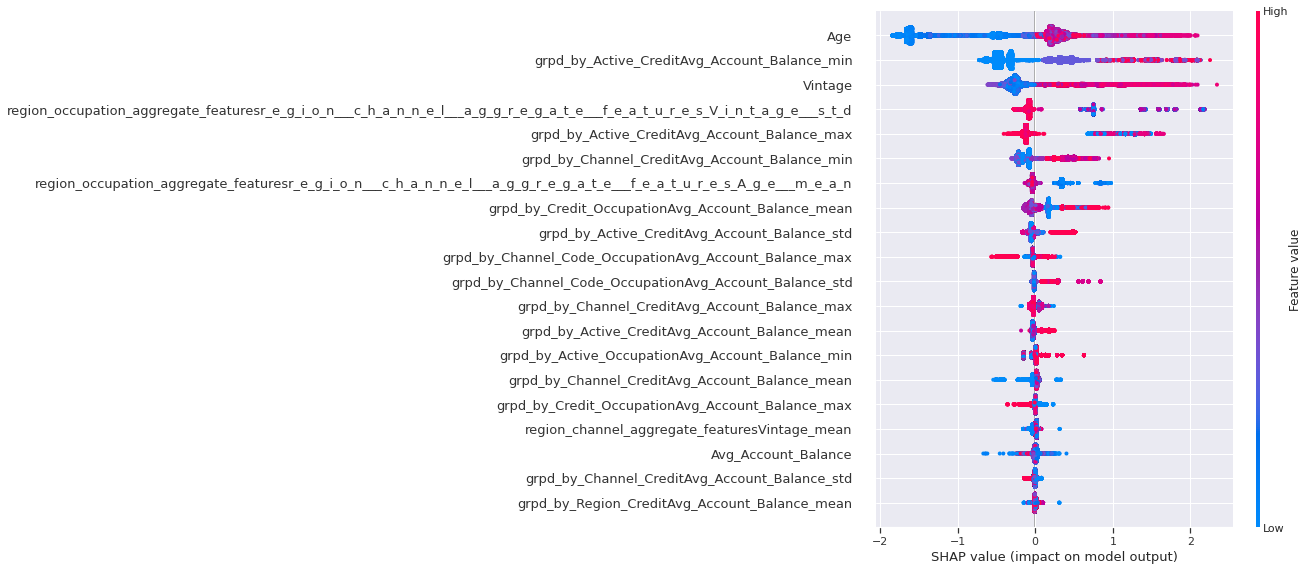 High
Age
grpd_by_Active_CreditAvg_Account_Balance_min
Vintage
region_occupation_aggregate_featuresr_e_g_i_o_n___c_h_a_n_n_e_l___a_g_g_r_e_g_a_t_e___f_e_a_t_u_r_e_s_V_i_n_t_a_g_e___s_t_d
grpd_by_Active_CreditAvg_Account_Balance_max
grpd_by_Channel_CreditAvg_Account_Balance_min
region_occupation_aggregate_featuresr_e_g_i_o_n___c_h_a_n_n_e_l___a_g_g_r_e_g_a_t_e___f_e_a_t_u_r_e_s_A_g_e___m_e_a_n
grpd_by_Credit_OccupationAvg_Account_Balance_mean
grpd_by_Active_CreditAvg_Account_Balance_std
grpd_by_Channel_Code_OccupationAvg_Account_Balance_max
grpd_by_Channel_Code_OccupationAvg_Account_Balance_std
grpd_by_Channel_CreditAvg_Account_Balance_max
grpd_by_Active_CreditAvg_Account_Balance_mean
grpd_by_Active_OccupationAvg_Account_Balance_min
grpd_by_Channel_CreditAvg_Account_Balance_mean
grpd_by_Credit_OccupationAvg_Account_Balance_max
region_channel_aggregate_featuresVintage_mean
Avg_Account_Balance
grpd_by_Channel_CreditAvg_Account_Balance_std
grpd_by_Region_CreditAvg_Account_Balance_mean
Low
Feature value
−2 −1 0 1 2
SHAP value (impact on model output)